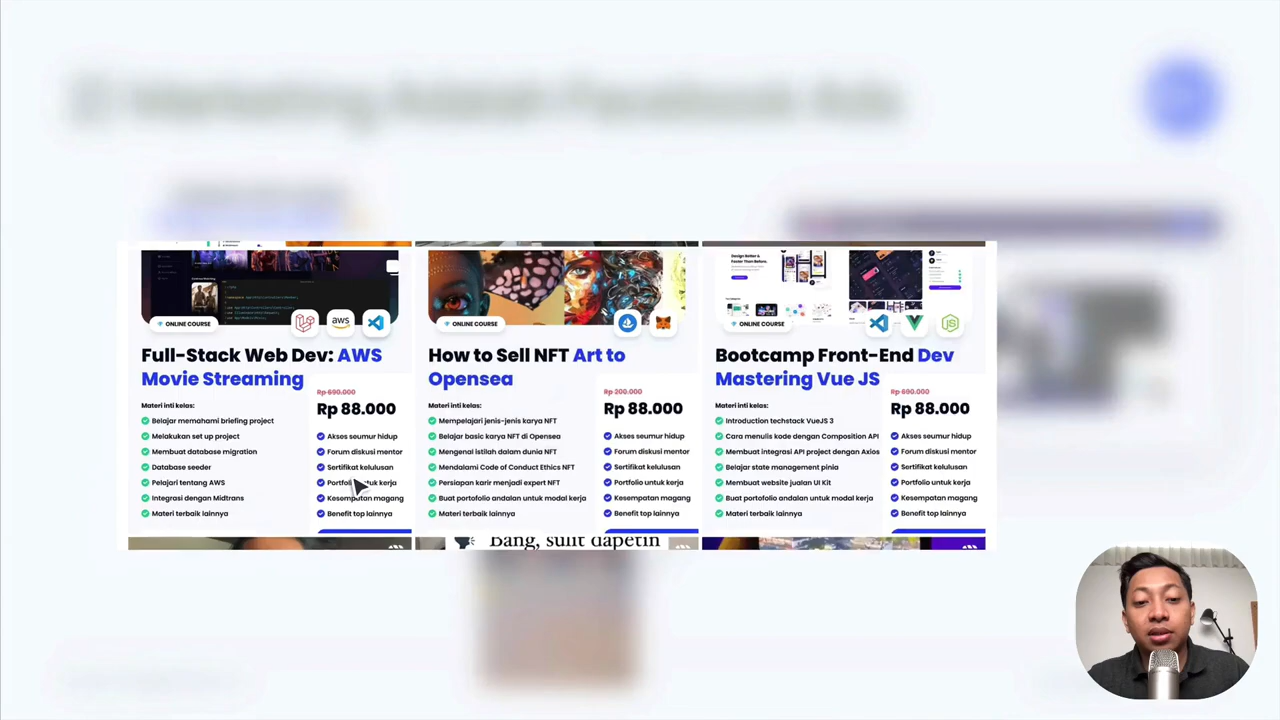 Design Better &
Faster Than Before.
ONLINE COURSE
aws
Full-Stack Web Dev: AWS
Movie Streaming
Rp 690.000
Rp 88.000
Materi inti kelas:
Belajar memahami briefing project
Melakukan set up project
Membuat database migration
Database seeder
Pelajari tentang AWS
Integrasi dengan Midtrans
Materi terbaik lainnya
Akses seumur hidup
Forum diskusi mentor
Sertifikat kelulusan
kerja
Kesempatan magang
Benefit top lainnya
ONLINE COURSE
How to Sell NFT Art to
Opensea
Rp 200.000
Rp 88.000
Materi inti kelas:
Mempelajari jenis-jenis karya NFT
Belajar basic karya NFT di Opensea
Mengenal istilah dalam dunia NFT
Mendalami Code of Conduct Ethics NFT
Persiapan karir menjadi expert NFT
Buat portofolio andalan untuk modal kerja
Materi terbaik lainnya
Akses seumur hidup
Forum diskusi mentor
Sertifikat kelulusan
Portfolio untuk kerja
Kesempatan magang
Benefit top lainnya
ONLINE COURSE
Bootcamp Front-End Dev
Mastering Vue JS
Rp 690.000
Rp 88.000
Materi inti kelas:
Introduction techstack VueJS 3
Cara menulis kode dengan Composition API
Membuat integrasi API project dengan Axios
Belajar state management pinia
Membuat website jualan UI Kit
Buat portofolio andalan untuk modal kerja
Materi terbaik lainnya
Akses seumur hidup
Forum diskusi mentor
Sertifikat kelulusan
Portfolio untuk kerja
Kesempatan magang
Benefit top lainnya
Bang, sulit dapetin